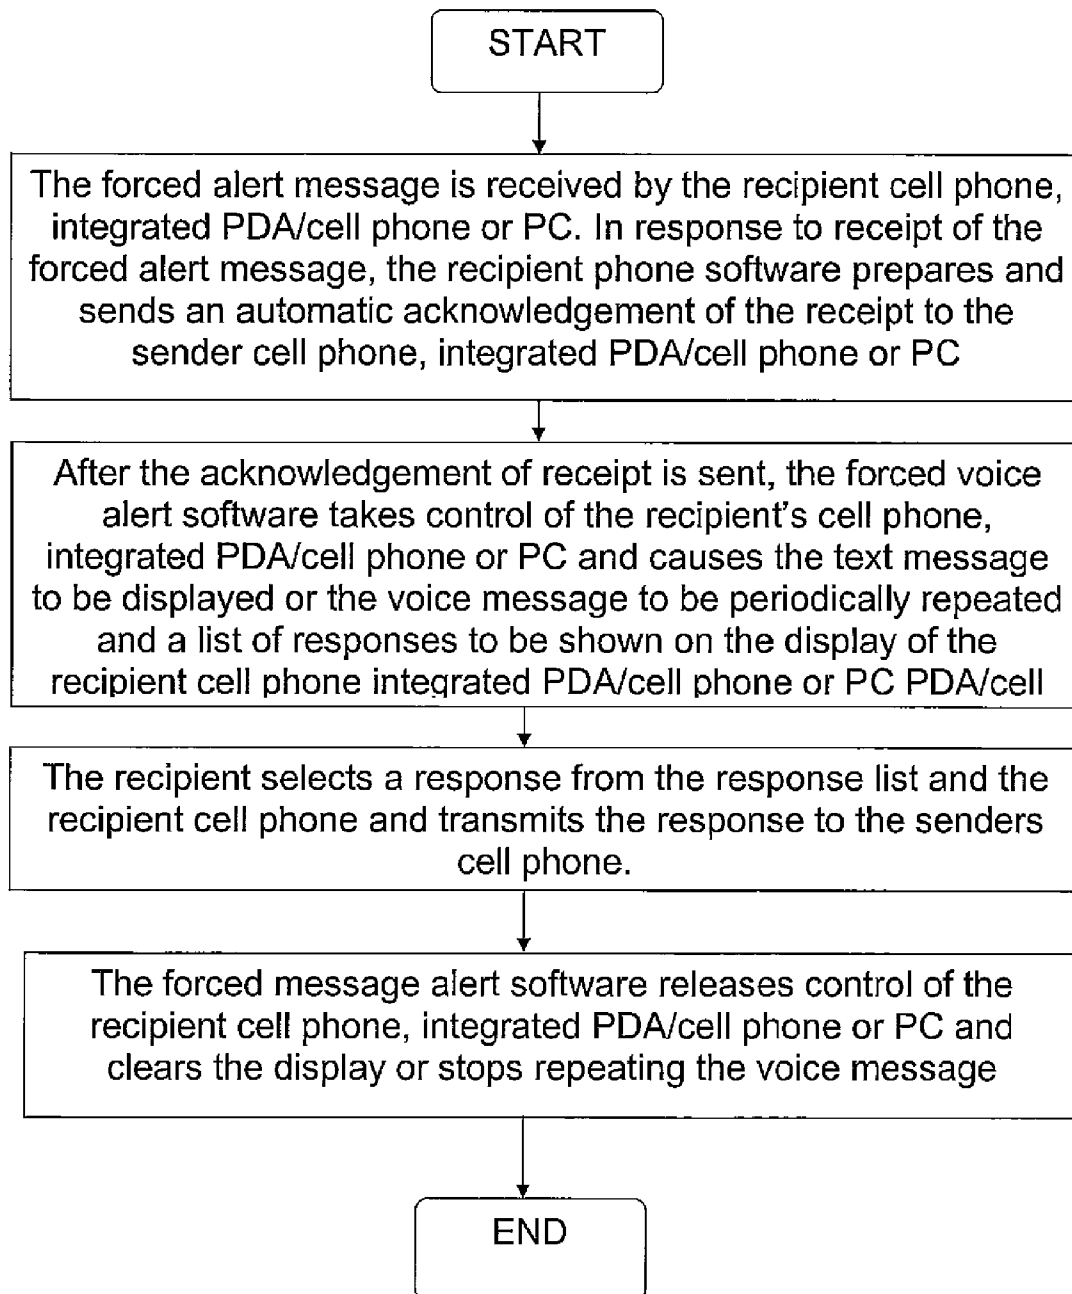 START
The forced alert message is received by the recipient cell phone,
integrated PDA/cell phone or PC. In response to receipt of the
forced alert message, the recipient phone software prepares and
sends an automatic acknowledgement of the receipt to the
sender cell phone, integrated PDA/cell phone or PC
After the acknowledgement of receipt is sent, the forced voice
alert software takes control of the recipient's cell phone,
integrated PDA/cell phone or PC and causes the text message
to be displayed or the voice message to be periodically repeated
and a list of responses to be shown on the display of the
recipient cell phone integrated PDA/cell phone or PC PDA/cell
The recipient selects a response from the response list and the
recipient cell phone and transmits the response to the senders
cell phone.
The forced message alert software releases control of the
recipient cell phone, integrated PDA/cell phone or PC and
clears the display or stops repeating the voice message
END